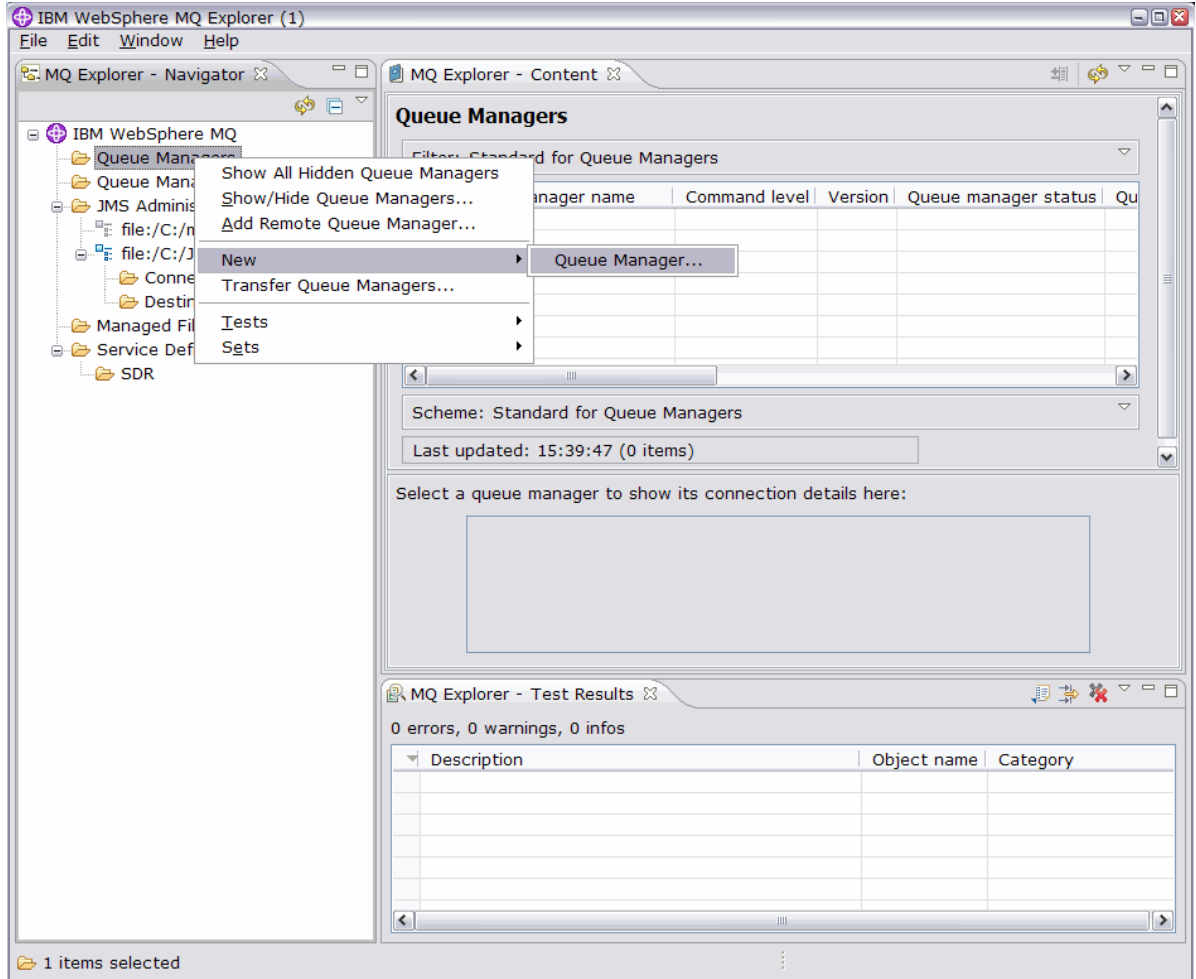 IBM WebSphere MQ Explorer (1)
File Edit Window Help
MQ Explorer - Navigator
IBM WebSphere MQ
Queue Managers
Queue Mana
JMS Adminis
file:/C:/m
file:/C:/J
Conne
Destin
Managed Fil
Service Def
SDR
Show All Hidden Queue Managers
Show/Hide Queue Managers...
Add Remote Queue Manager...
New
Transfer Queue Managers...
Tests
Sets
Queue Manager...
MQ Explorer - Content
Queue Managers
Filter: Standard for Queue Managers
anager name Command level Version Queue manager status Qu
Scheme: Standard for Queue Managers
Last updated: 15:39:47 (0 items)
Select a queue manager to show its connection details here:
MQ Explorer - Test Results
0 errors, 0 warnings, 0 infos
Description Object name Category
1 items selected